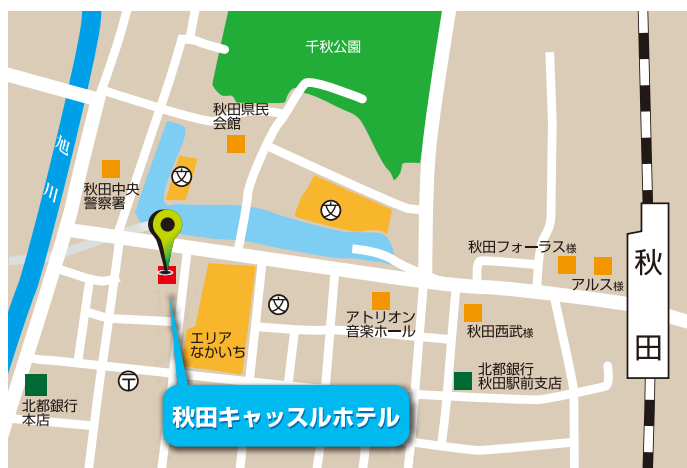 千秋公園
秋田県民
会館
旭川
秋田中央
警察署
文
文
秋田フォーラス様
アルス様
秋田
文
アトリオン
音楽ホール
秋田西武様
エリア
なかいち
北都銀行
秋田駅前支店
〒
北都銀行
本店
秋田キャッスルホテル